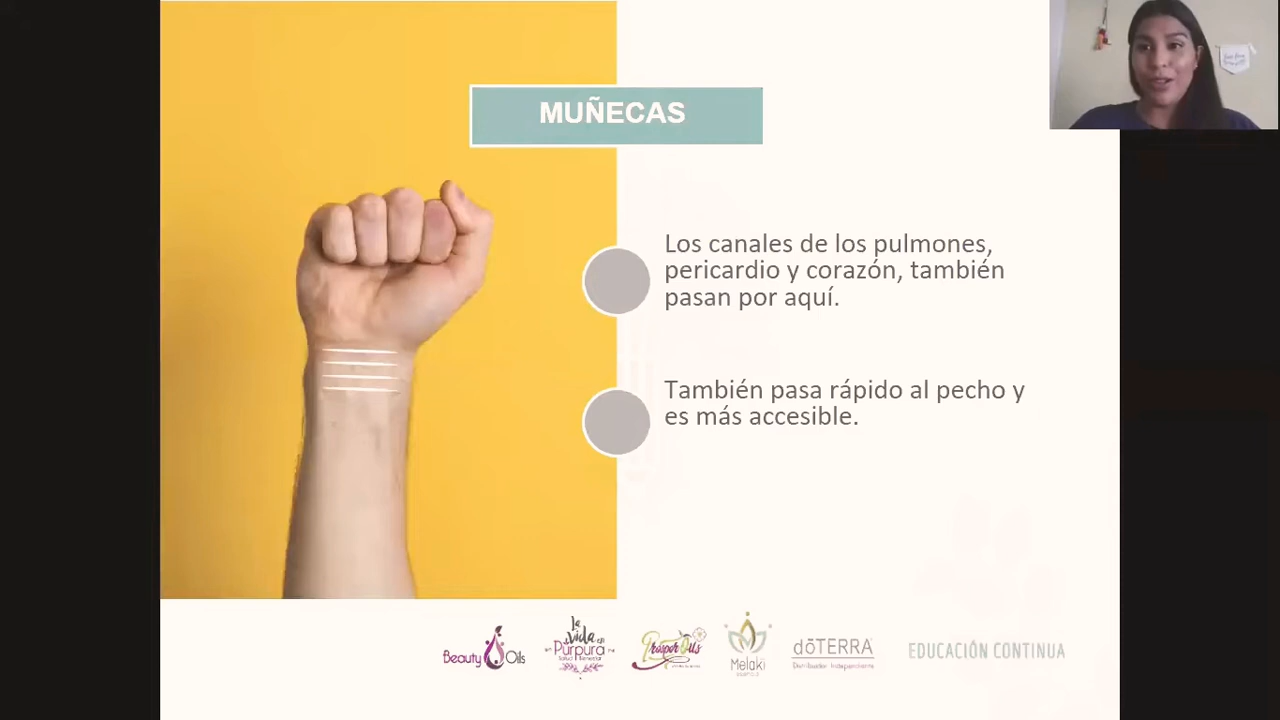 MUÑECAS
Los canales de los pulmones,
pericardio y corazón, también
pasan por aquí.
También pasa rápido al pecho y
es más accesible.
Beauty Oils
la
vida en
Púrpura
Prosper Oils
Melaki
dōTERRA
Distribuidor Independiente
EDUCACIÓN CONTINUA